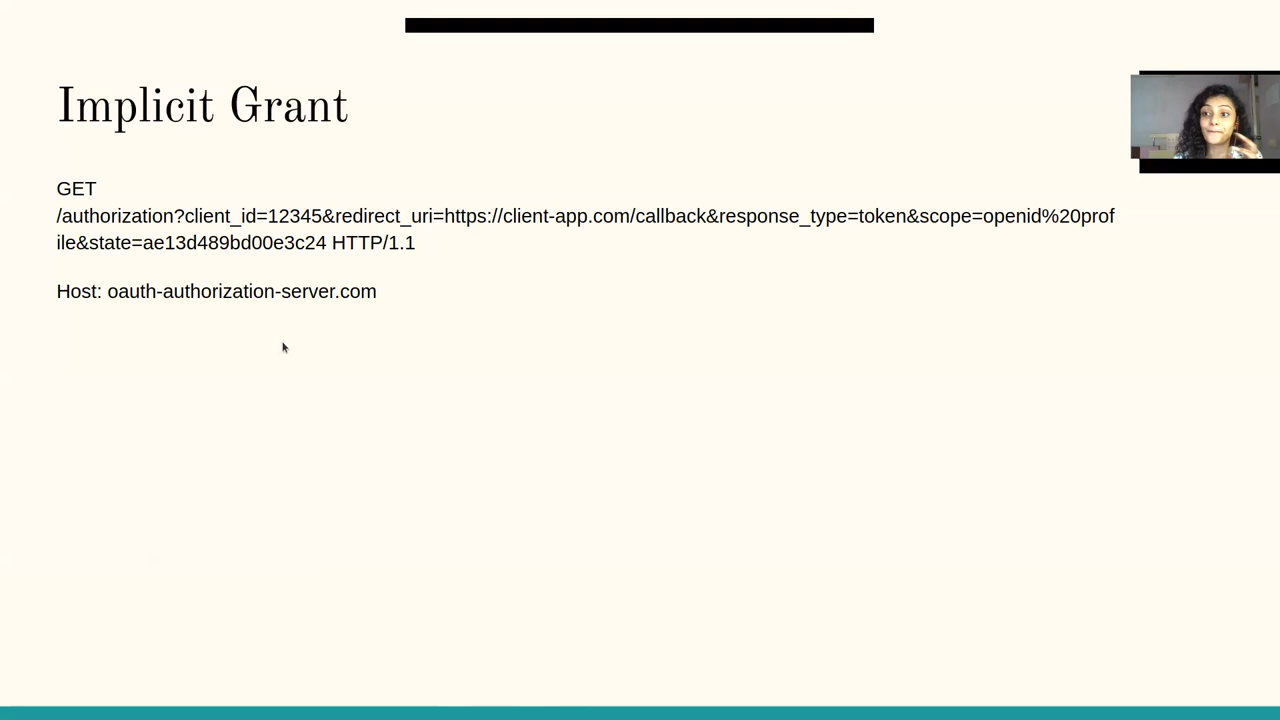 Implicit Grant
GET
/authorization?client_id=12345&redirect_uri=https://client-app.com/callback&response_type=token&scope=openid%20prof
ile&state=ae13d489bd00e3c24 HTTP/1.1
Host: oauth-authorization-server.com